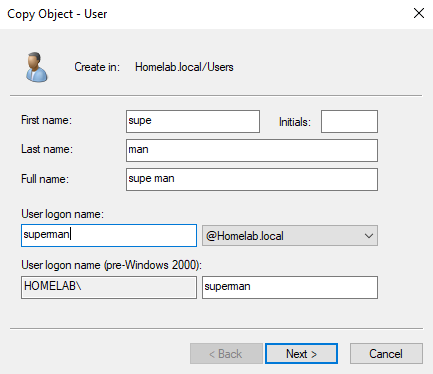 Copy Object - User
Create in: Homelab.local/Users
First name: supe Initials:
Last name: man
Full name: supe man
User logon name:
superman @Homelab.local
User logon name (pre-Windows 2000):
HOMELAB\ superman
< Back Next > Cancel